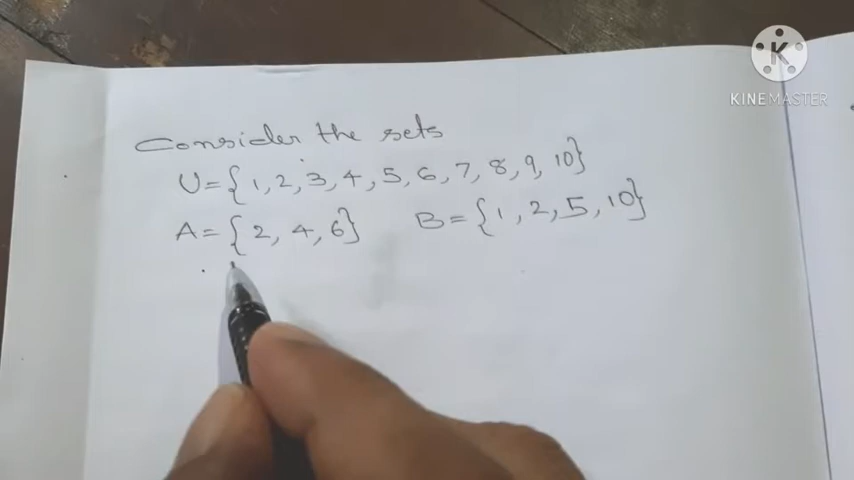 KINEMASTER
Consider the sets
U={1,2,3,4,5,6,7,8,9,10}
A={2,4,6} B={1,2,5,10}